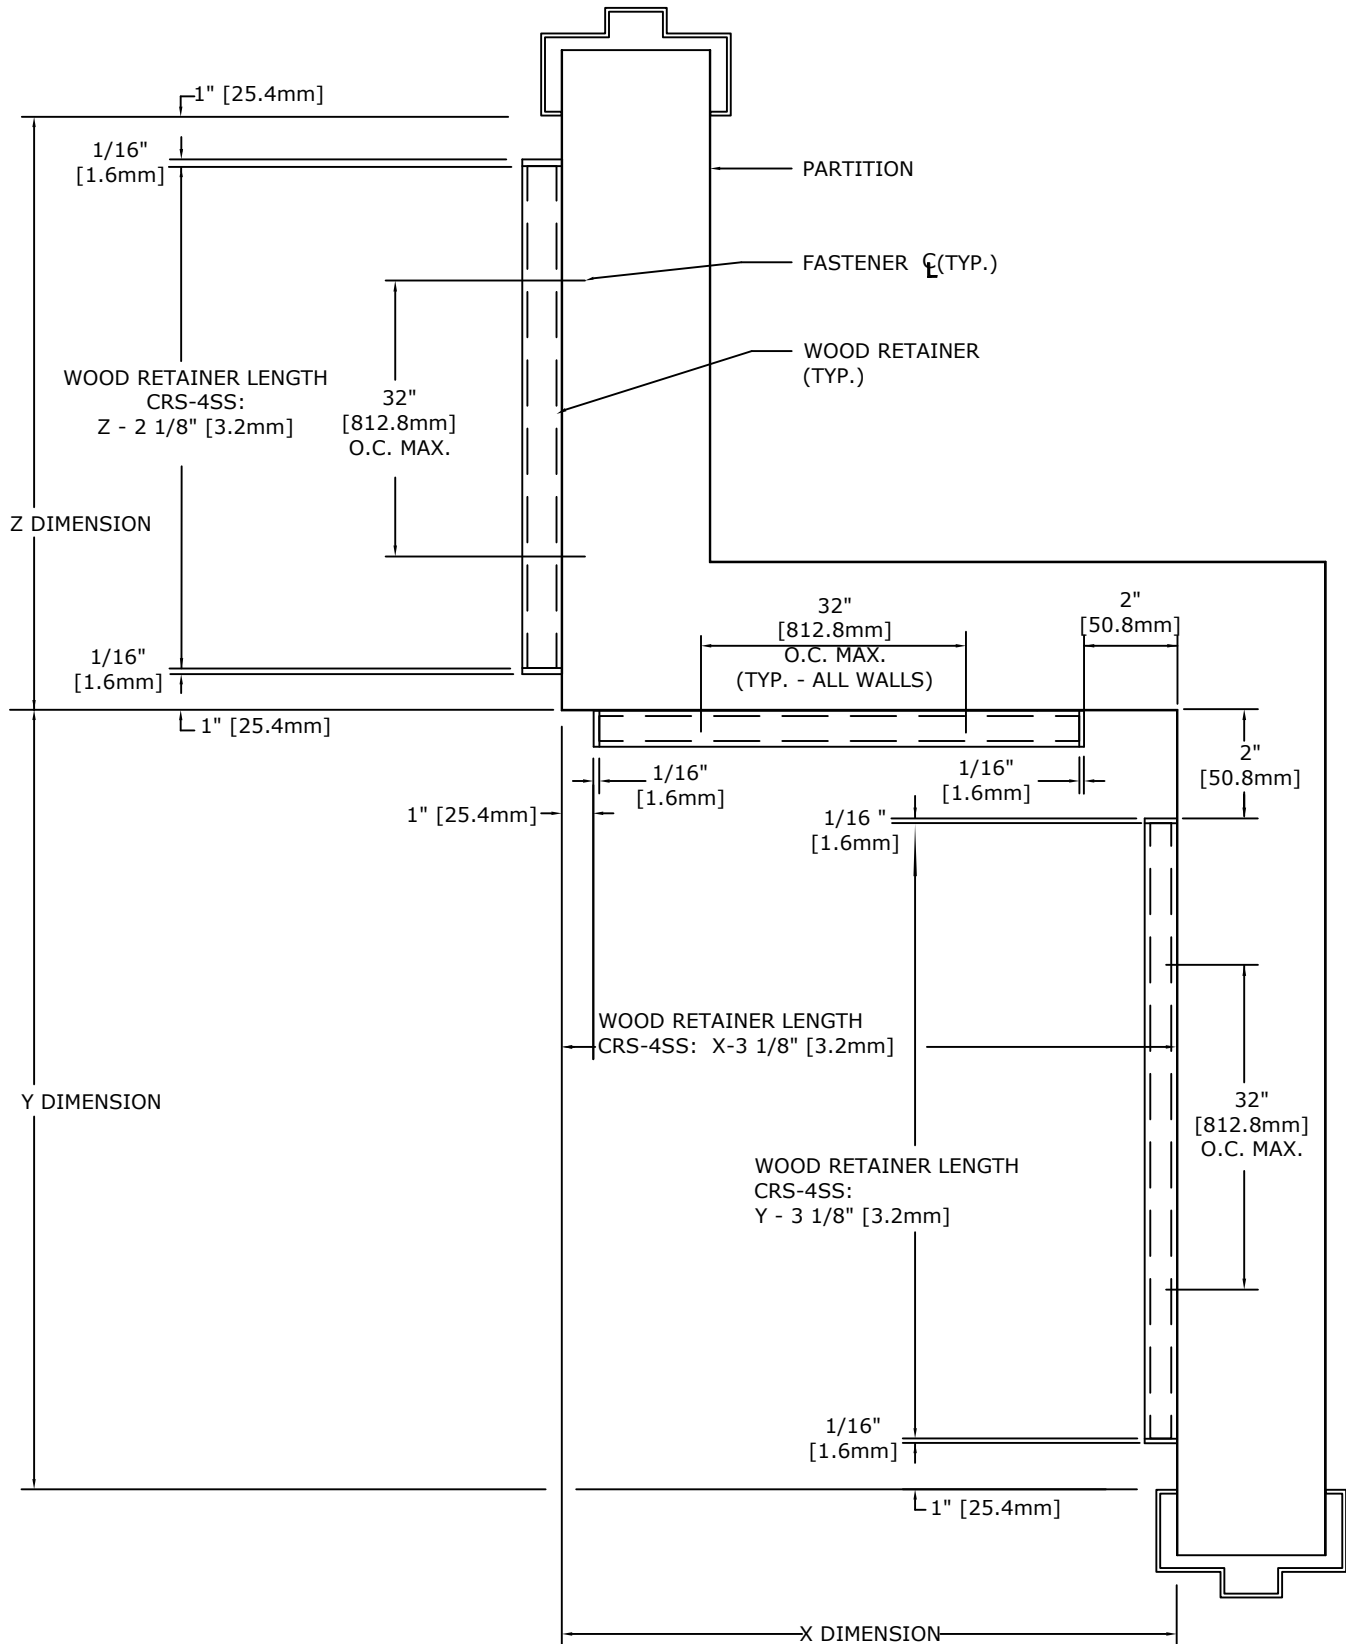 1" [25.4mm]
1/16"
[1.6mm]
PARTITION
FASTENER ℄(TYP.)
WOOD RETAINER
(TYP.)
WOOD RETAINER LENGTH
CRS-4SS:
Z - 2 1/8" [3.2mm]
32"
[812.8mm]
O.C. MAX.
Z DIMENSION
32"
[812.8mm]
O.C. MAX.
(TYP. - ALL WALLS)
2"
[50.8mm]
1/16"
[1.6mm]
1" [25.4mm]
1/16"
[1.6mm]
1/16"
[1.6mm]
2"
[50.8mm]
1" [25.4mm]
1/16 "
[1.6mm]
WOOD RETAINER LENGTH
CRS-4SS: X-3 1/8" [3.2mm]
Y DIMENSION
32"
[812.8mm]
O.C. MAX.
WOOD RETAINER LENGTH
CRS-4SS:
Y - 3 1/8" [3.2mm]
1/16"
[1.6mm]
1" [25.4mm]
X DIMENSION